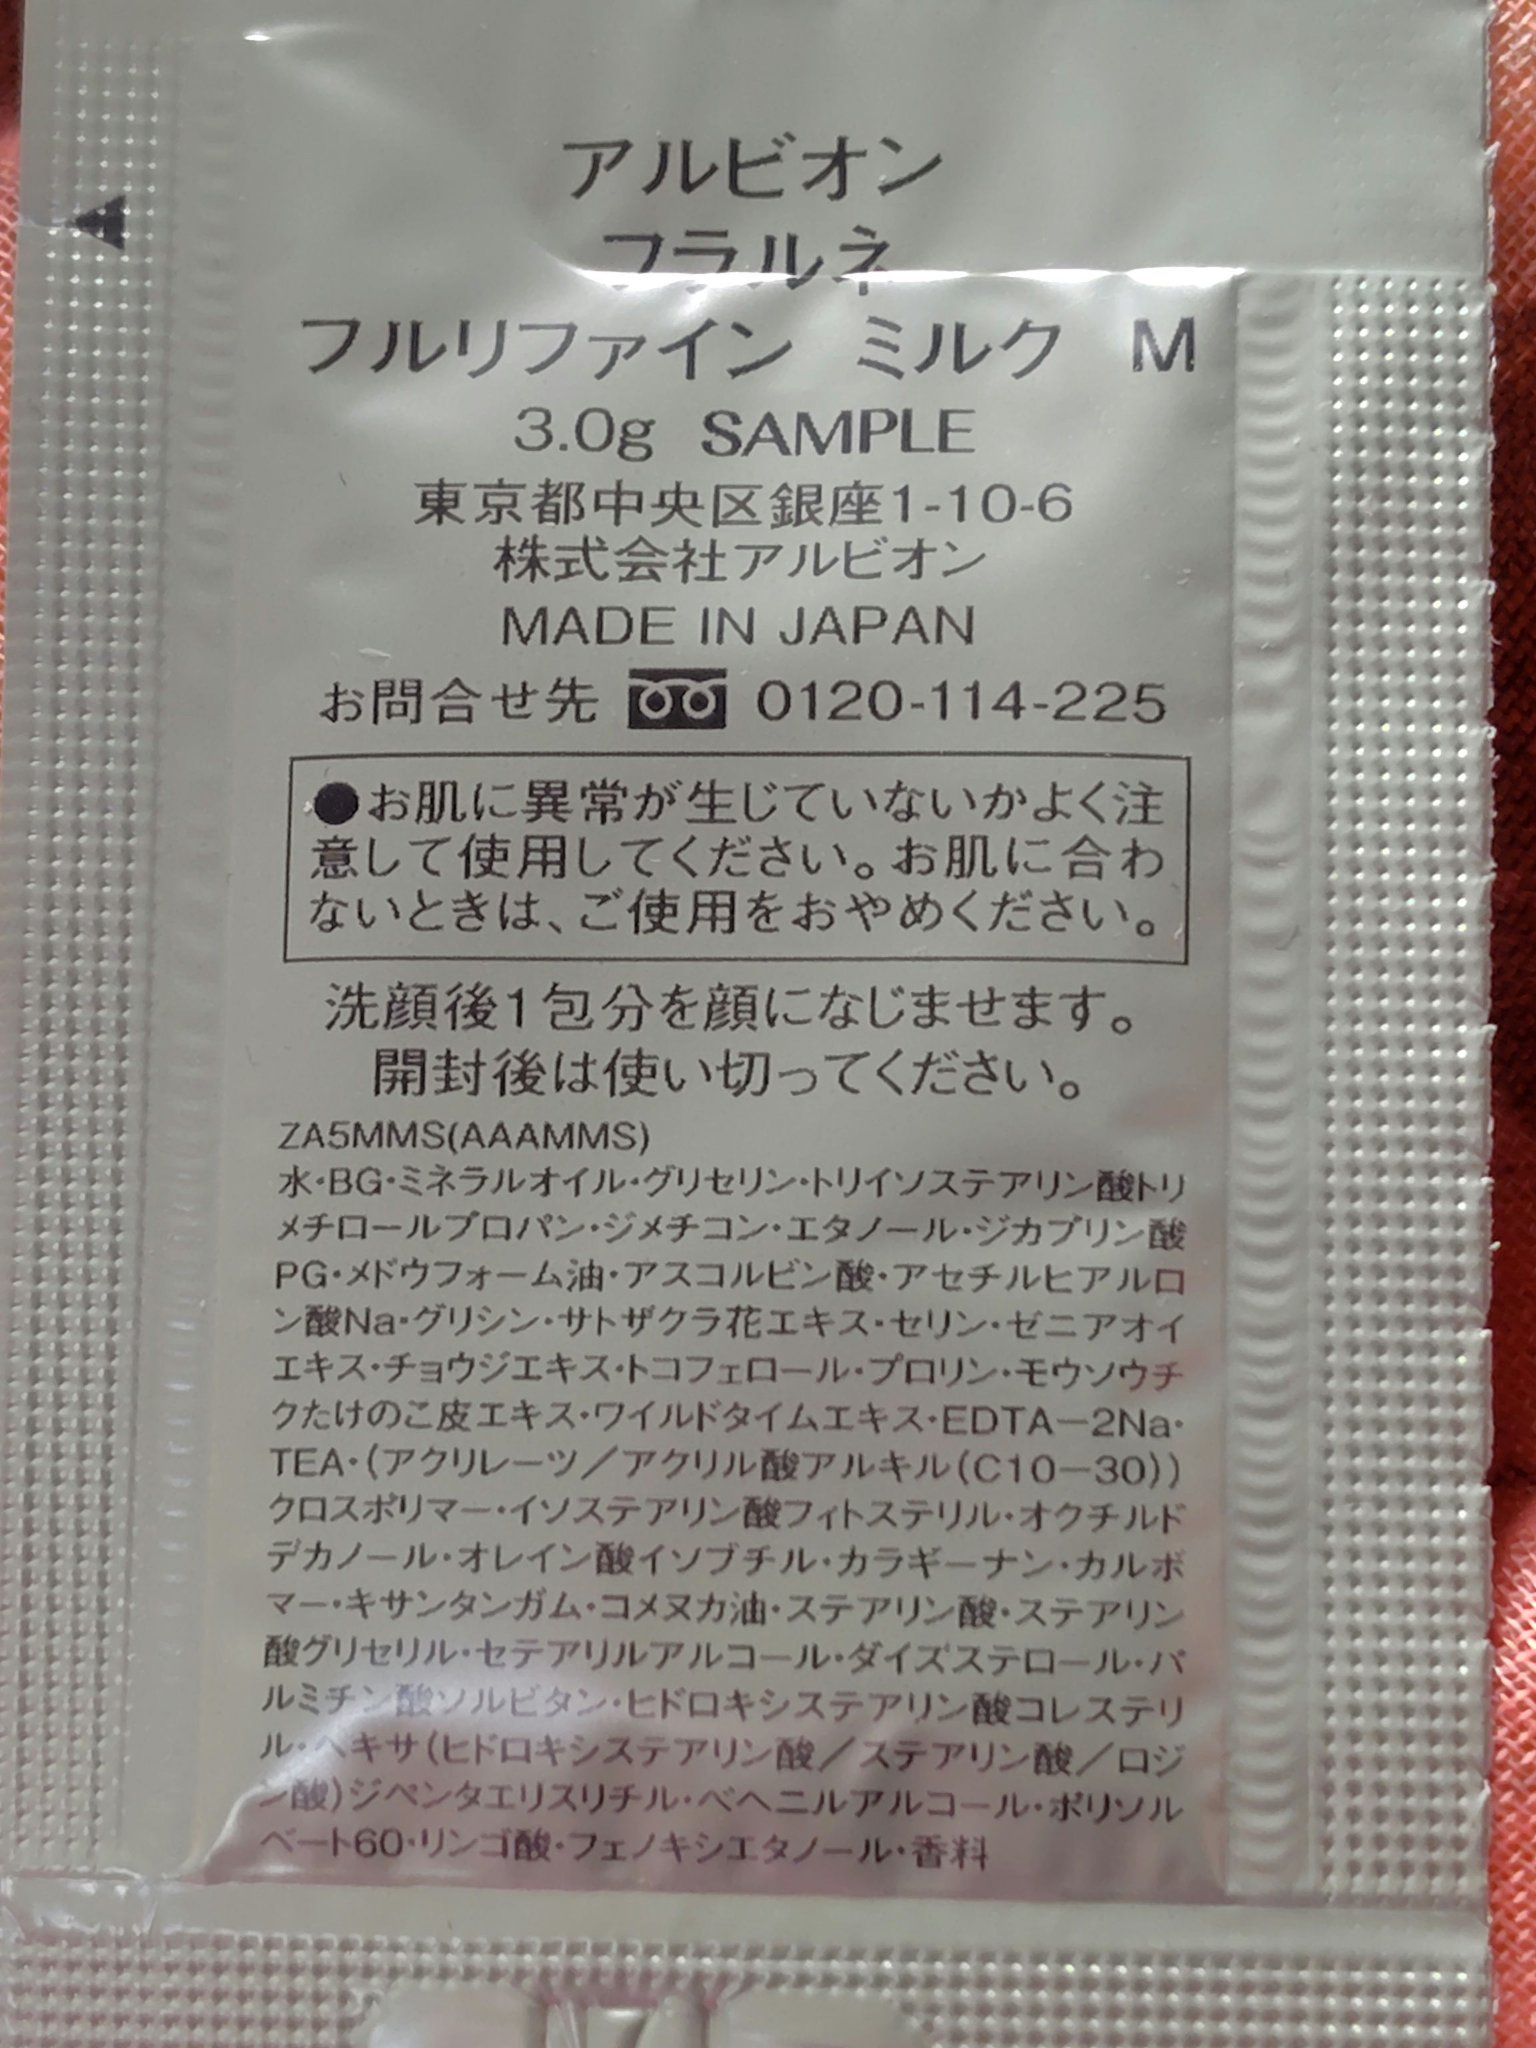 アルビオン
フラルネ
フルリファイン ミルク M
3.0g SAMPLE
東京都中央区銀座1-10-6
株式会社アルビオン
MADE IN JAPAN
お問合せ先 0120-114-225
●お肌に異常が生じていないかよく注
意して使用してください。お肌に合わ
ないときは、ご使用をおやめください。
洗顔後1包分を顔になじませます。
開封後は使い切ってください。
ZA5MMS(AAAMMS)
水・BG・ミネラルオイル・グリセリン・トリイソステアリン酸トリ
メチロールプロパン・ジメチコン・エタノール・ジカプリン酸
PG・メドウフォーム油・アスコルビン酸・アセチルヒアルロ
ン酸Na・グリシン・サトザクラ花エキス・セリン・ゼニアオイ
エキス・チョウジエキス・トコフェロール・プロリン・モウソウチ
クたけのこ皮エキス・ワイルドタイムエキス・EDTA－2Na・
TEA・(アクリレーツ／アクリル酸アルキル(C10－30))
クロスポリマー・イソステアリン酸フィトステリル・オクチルド
デカノール・オレイン酸イソブチル・カラギーナン・カルボ
マー・キサンタンガム・コメヌカ油・ステアリン酸・ステアリン
酸グリセリル・セテアリルアルコール・ダイズステロール・パ
ルミチン酸ソルビタン・ヒドロキシステアリン酸コレステリ
ル・ヘキサ(ヒドロキシステアリン酸／ステアリン酸／ロジ
ン酸)ジペンタエリスリチル・ベヘニルアルコール・ポリソル
ベート60・リンゴ酸・フェノキシエタノール・香料